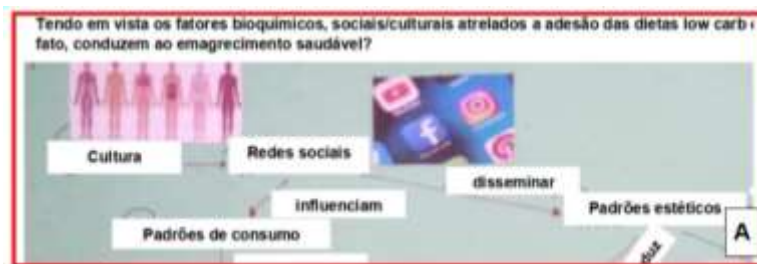 Tendo em vista os fatores bioquímicos, sociais/culturais atrelados a adesão das dietas low carb
fato, conduzem ao emagrecimento saudável?
Cultura
Redes sociais
disseminar
influenciam
Padrões estéticos
A
Padrões de consumo